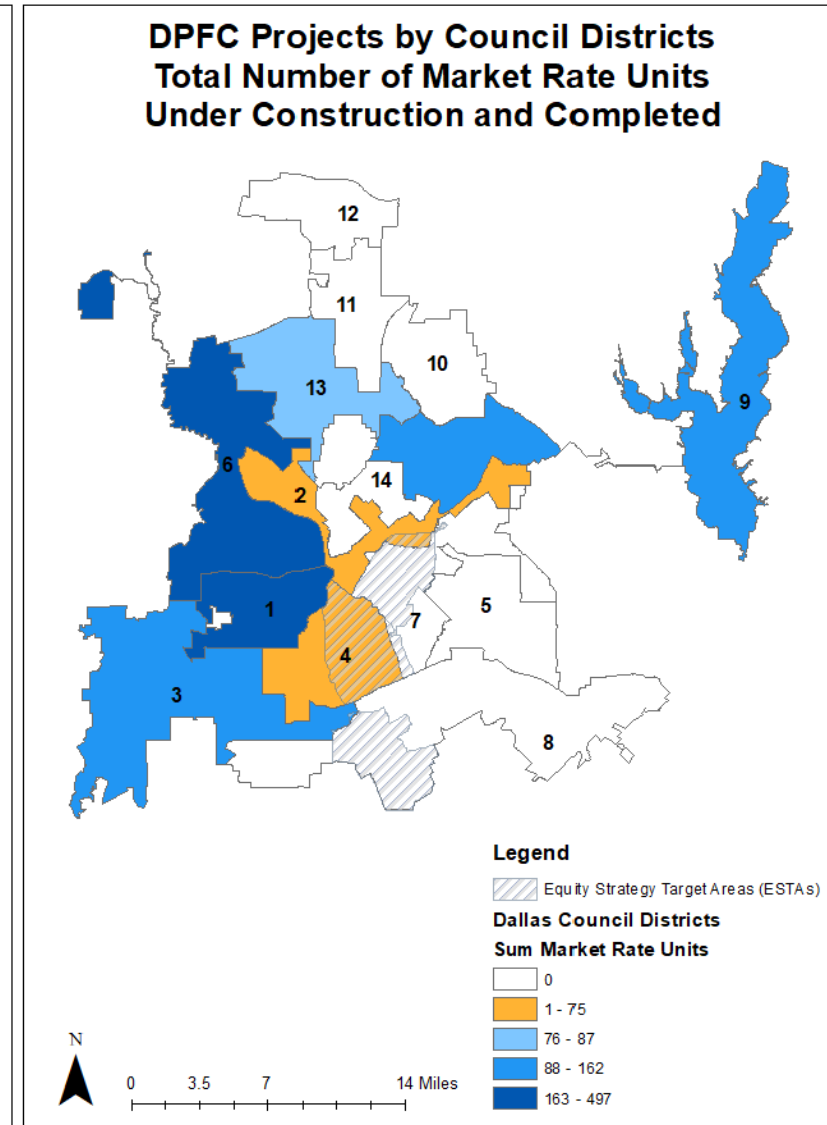 DPFC Projects by Council Districts
Total Number of Market Rate Units
Under Construction and Completed
12
11
10
13
9
6
14
2
1
5
7
4
3
8
Legend
Equity Strategy Target Areas (ESTAs)
Dallas Council Districts
Sum Market Rate Units
0
1 - 75
76 - 87
88 - 162
163 - 497
N
0 3.5 7 14 Miles